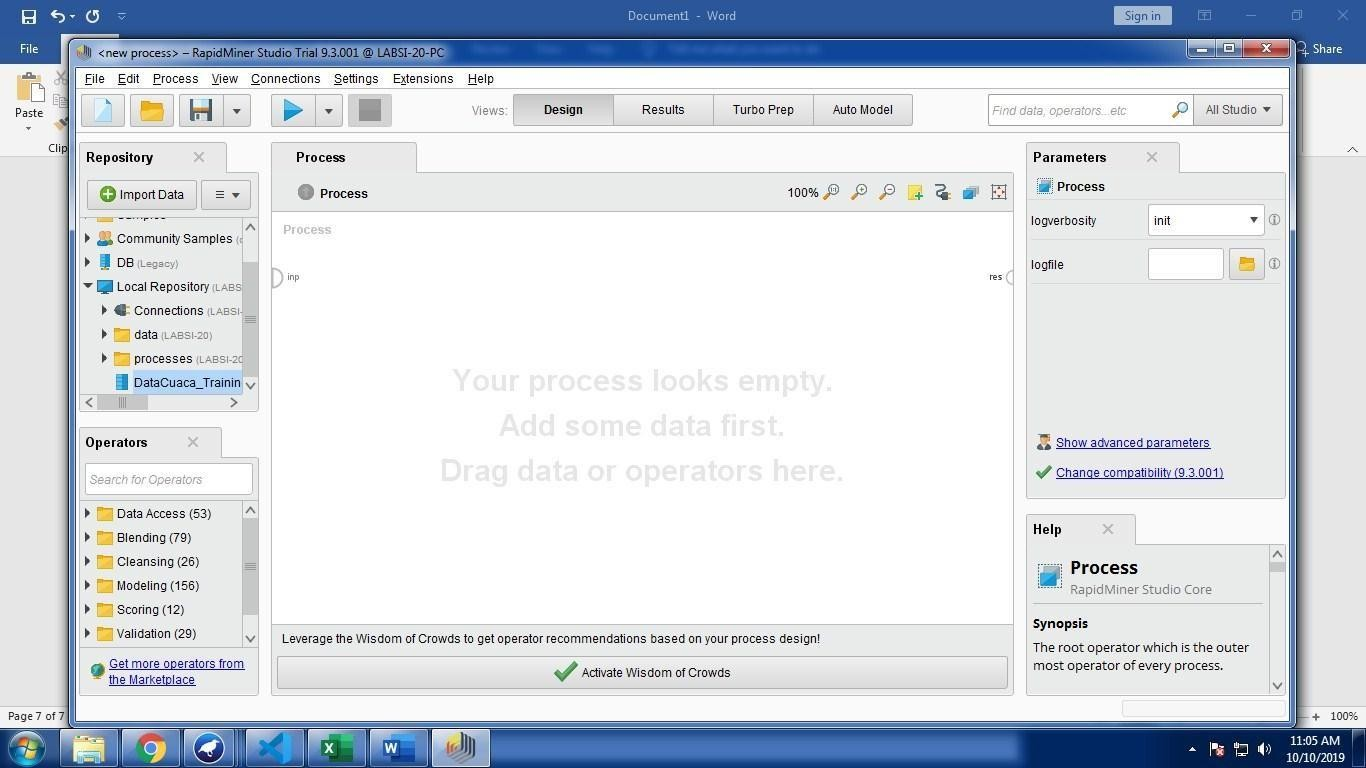 Document1 - Word
Sign in
File
Share
Paste
Clip
<new process> – RapidMiner Studio Trial 9.3.001 @ LABSI-20-PC
File Edit Process View Connections Settings Extensions Help
Views: Design Results Turbo Prep Auto Model
Find data, operators...etc All Studio
Repository
Import Data
Samples
Community Samples
DB (Legacy)
Local Repository (LABS
Connections (LABSI-
data (LABSI-20)
processes (LABSI-20
DataCuaca_Trainin
Operators
Search for Operators
Data Access (53)
Blending (79)
Cleansing (26)
Modeling (156)
Scoring (12)
Validation (29)
Get more operators from
the Marketplace
Process
Process
100%
Process
inp
res
Your process looks empty.
Add some data first.
Drag data or operators here.
Leverage the Wisdom of Crowds to get operator recommendations based on your process design!
Activate Wisdom of Crowds
Parameters
Process
logverbosity init
logfile
Show advanced parameters
Change compatibility (9.3.001)
Help
Process
RapidMiner Studio Core
Synopsis
The root operator which is the outer
most operator of every process.
Page 7 of 7
100%
11:05 AM
10/10/2019